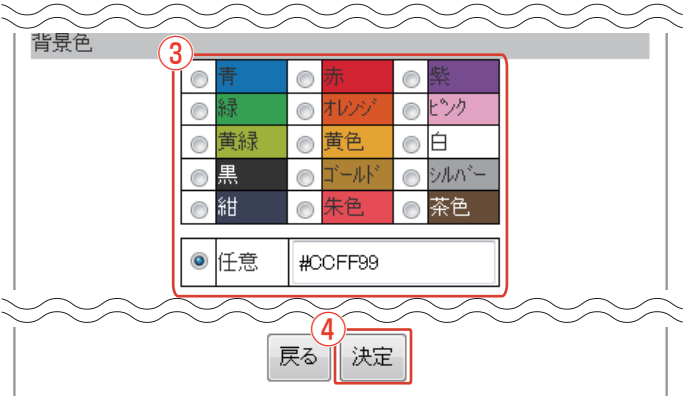 背景色
③
青 赤 紫
緑 オレンジ ピンク
黄緑 黄色 白
黒 ゴールド シルバー
紺 朱色 茶色
任意 #CCFF99
④
戻る 決定